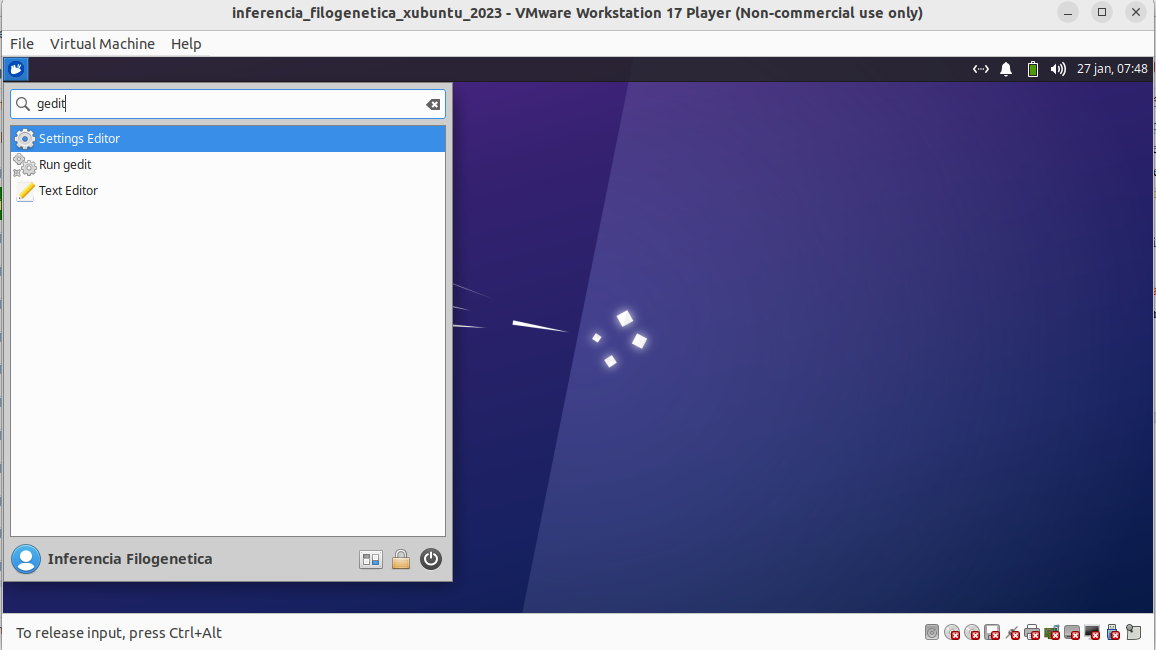 inferencia_filogenetica_xubuntu_2023 - VMware Workstation 17 Player (Non-commercial use only)
File Virtual Machine Help
27 jan, 07:48
gedit
Settings Editor
Run gedit
Text Editor
Inferencia Filogenetica
To release input, press Ctrl+Alt